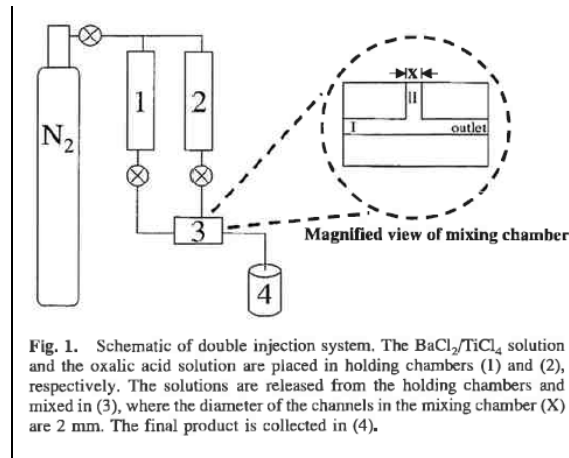 N2
1
2
3
4
X
II
I
outlet
Magnified view of mixing chamber
Fig. 1. Schematic of double injection system. The BaCl2/TiCl4 solution
and the oxalic acid solution are placed in holding chambers (1) and (2),
respectively. The solutions are released from the holding chambers and
mixed in (3), where the diameter of the channels in the mixing chamber (X)
are 2 mm. The final product is collected in (4).